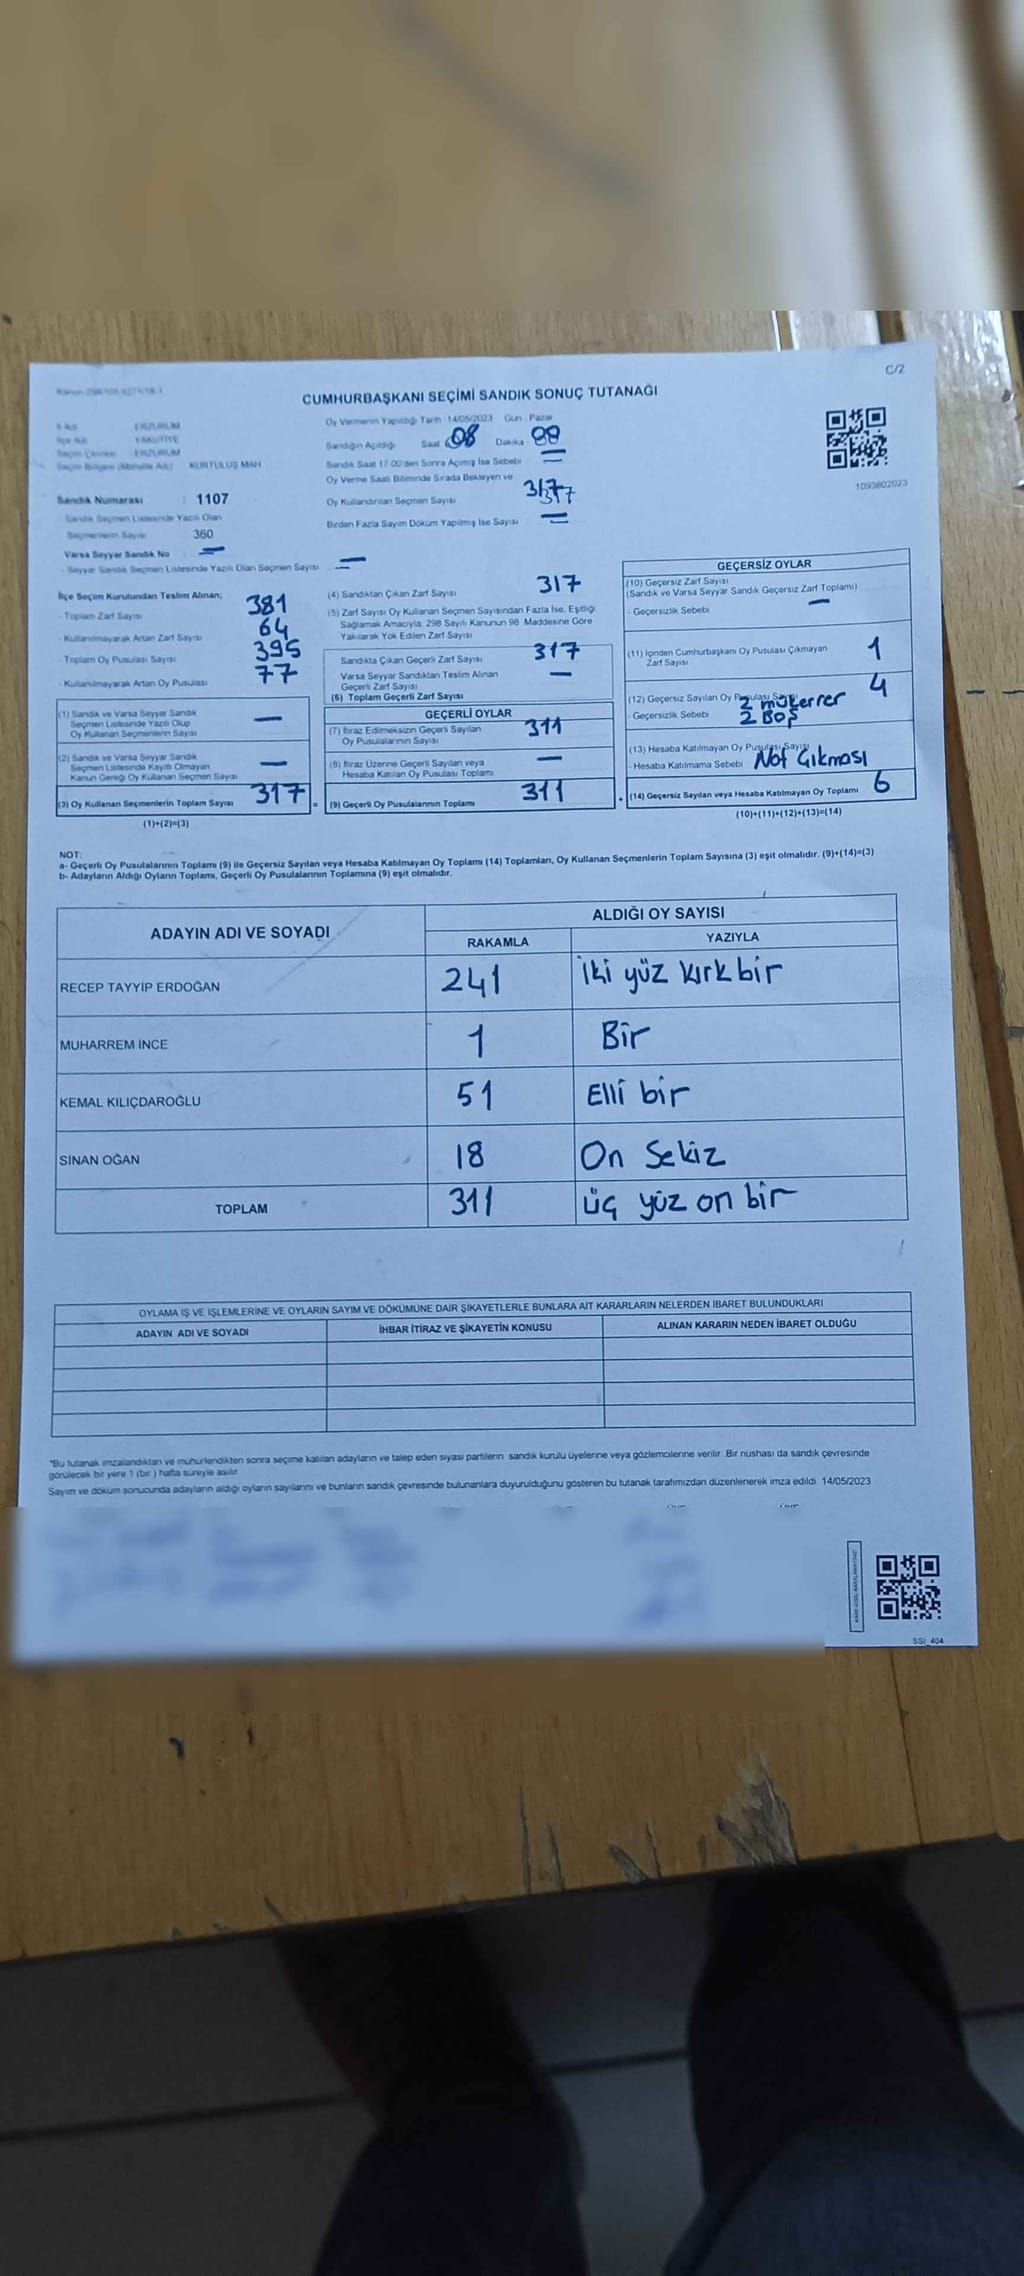 C/2
CUMHURBAŞKANI SEÇİMİ SANDIK SONUÇ TUTANAĞI
İl Adı : ERZURUM
İlçe Adı : YAKUTİYE
Seçim Çevresi : ERZURUM
Seçim Bölgesi (Mahalle Adı) : KURTULUŞ MAH
Sandık Numarası : 1107
Sandık Seçmen Listesinde Yazılı Olan
Seçmenlerin Sayısı : 360
Varsa Seyyar Sandık No : —
- Seyyar Sandık Seçmen Listesinde Yazılı Olan Seçmen Sayısı : —
Oy Vermenin Yapıldığı Tarih 14/05/2023 Gün : Pazar
Sandığın Açıldığı Saat 08 Dakika
Sandık Saat 17:00'den Sonra Açılmış İse Sebebi —
Oy Verme Saati Bitiminde Sırada Bekleyen ve
Oy Kullandırılan Seçmen Sayısı
Birden Fazla Sayım Döküm Yapılmış İse Sayısı —
1093802023
İlçe Seçim Kurulundan Teslim Alınan;
- Toplam Zarf Sayısı 381
- Kullanılmayarak Artan Zarf Sayısı 64
- Toplam Oy Pusulası Sayısı 395
- Kullanılmayarak Artan Oy Pusulası 77
(1) Sandık ve Varsa Seyyar Sandık
Seçmen Listesinde Yazılı Olup
Oy Kullanan Seçmenlerin Sayısı —
(2) Sandık ve Varsa Seyyar Sandık
Seçmen Listesinde Kayıtlı Olmayan
Kanun Gereği Oy Kullanan Seçmen Sayısı —
(3) Oy Kullanan Seçmenlerin Toplam Sayısı 317 =
(1)+(2)=(3)
(4) Sandıktan Çıkan Zarf Sayısı 317
(5) Zarf Sayısı Oy Kullanan Seçmen Sayısından Fazla İse, Eşitliği
Sağlamak Amacıyla, 298 Sayılı Kanunun 98. Maddesine Göre
Yakılarak Yok Edilen Zarf Sayısı
Sandıkta Çıkan Geçerli Zarf Sayısı 317
Varsa Seyyar Sandıktan Teslim Alınan
Geçerli Zarf Sayısı —
(6) Toplam Geçerli Zarf Sayısı
GEÇERLİ OYLAR
(7) İtiraz Edilmeksizin Geçerli Sayılan
Oy Pusulalarının Sayısı 311
(8) İtiraz Üzerine Geçerli Sayılan veya
Hesaba Katılan Oy Pusulası Toplamı —
(9) Geçerli Oy Pusulalarının Toplamı 311 +
GEÇERSİZ OYLAR
(10) Geçersiz Zarf Sayısı
(Sandık ve Varsa Seyyar Sandık Geçersiz Zarf Toplamı)
- Geçersizlik Sebebi —
(11) İçinden Cumhurbaşkanı Oy Pusulası Çıkmayan
Zarf Sayısı 1
(12) Geçersiz Sayılan Oy Pusulası Sayısı 4
- Geçersizlik Sebebi 2 mükerrer
2 Boş
(13) Hesaba Katılmayan Oy Pusulası Sayısı
- Hesaba Katılmama Sebebi Not Çıkması
(14) Geçersiz Sayılan veya Hesaba Katılmayan Oy Toplamı 6
(10)+(11)+(12)+(13)=(14)
NOT:
a- Geçerli Oy Pusulalarının Toplamı (9) ile Geçersiz Sayılan veya Hesaba Katılmayan Oy Toplamı (14) Toplamları, Oy Kullanan Seçmenlerin Toplam Sayısına (3) eşit olmalıdır. (9)+(14)=(3)
b- Adayların Aldığı Oyların Toplamı, Geçerli Oy Pusulalarının Toplamına (9) eşit olmalıdır.
ADAYIN ADI VE SOYADI
ALDIĞI OY SAYISI
RAKAMLA YAZIYLA
RECEP TAYYİP ERDOĞAN 241 iki yüz kırk bir
MUHARREM İNCE 1 Bir
KEMAL KILIÇDAROĞLU 51 Elli bir
SİNAN OĞAN 18 On Sekiz
TOPLAM 311 üç yüz on bir
OYLAMA İŞ VE İŞLEMLERİNE VE OYLARIN SAYIM VE DÖKÜMÜNE DAİR ŞİKAYETLERLE BUNLARA AİT KARARLARIN NELERDEN İBARET BULUNDUKLARI
ADAYIN ADI VE SOYADI İHBAR İTİRAZ VE ŞİKAYETİN KONUSU ALINAN KARARIN NEDEN İBARET OLDUĞU
*Bu tutanak imzalandıktan ve mühürlendikten sonra seçime katılan adayların ve talep eden siyasi partilerin sandık kurulu üyelerine veya gözlemcilerine verilir. Bir nüshası da sandık çevresinde
görülecek bir yere 1 (bir ) hafta süreyle asılır.
Sayım ve döküm sonucunda adayların aldığı oyların sayılarını ve bunların sandık çevresinde bulunanlara duyurulduğunu gösteren bu tutanak tarafımızdan düzenlenerek imza edildi. 14/05/2023
SSI_404